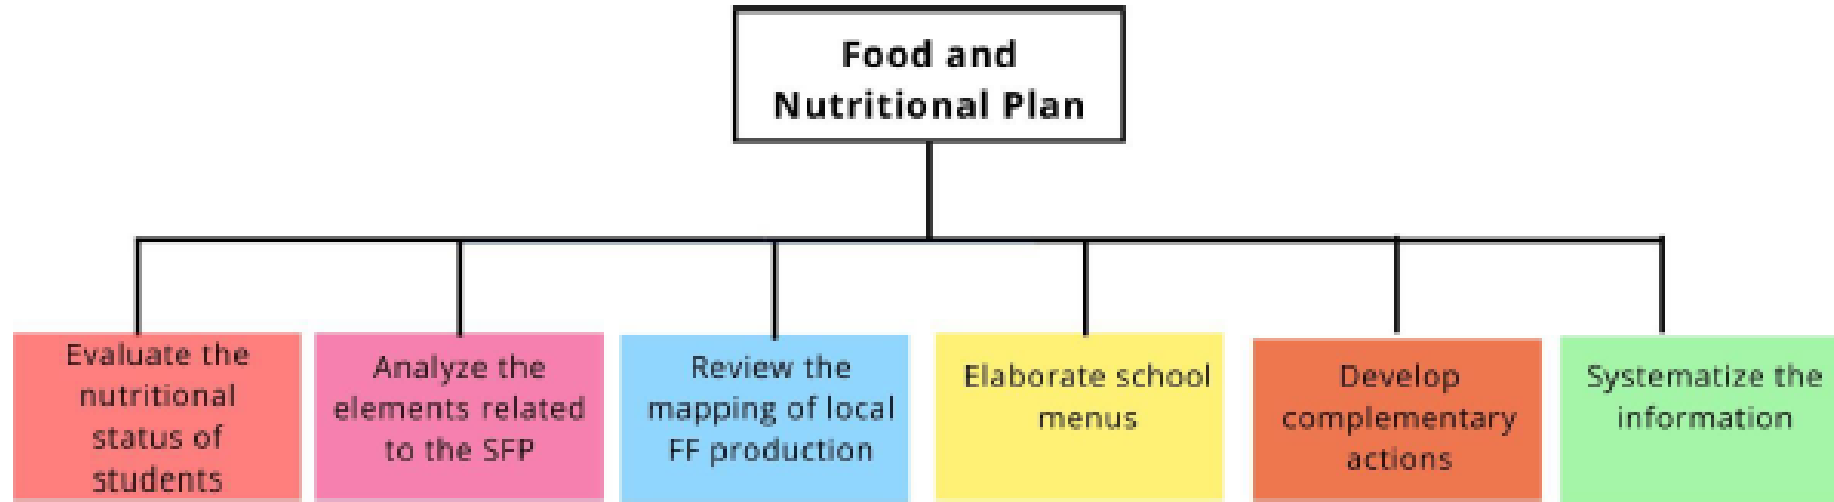 Food and
Nutritional Plan
Evaluate the
nutritional
status of
students
Analyze the
elements related
to the SFP
Review the
mapping of local
FF production
Elaborate school
menus
Develop
complementary
actions
Systematize the
information